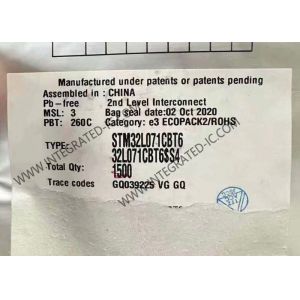 Manufactured under patents or patents pending
Assembled in : CHINA
Pb-free 2nd Level Interconnect
MSL: 3 Bag seal date: 02 Oct 2020
PBT: 260C Category: e3 ECOPACK2/ROHS
TYPE: STM32L071CBT6
32L071CBT6$S4
Total Qty: 1500
Trace codes GQ039225 VG GQ
WWW.INTEGRATED-IC.COM